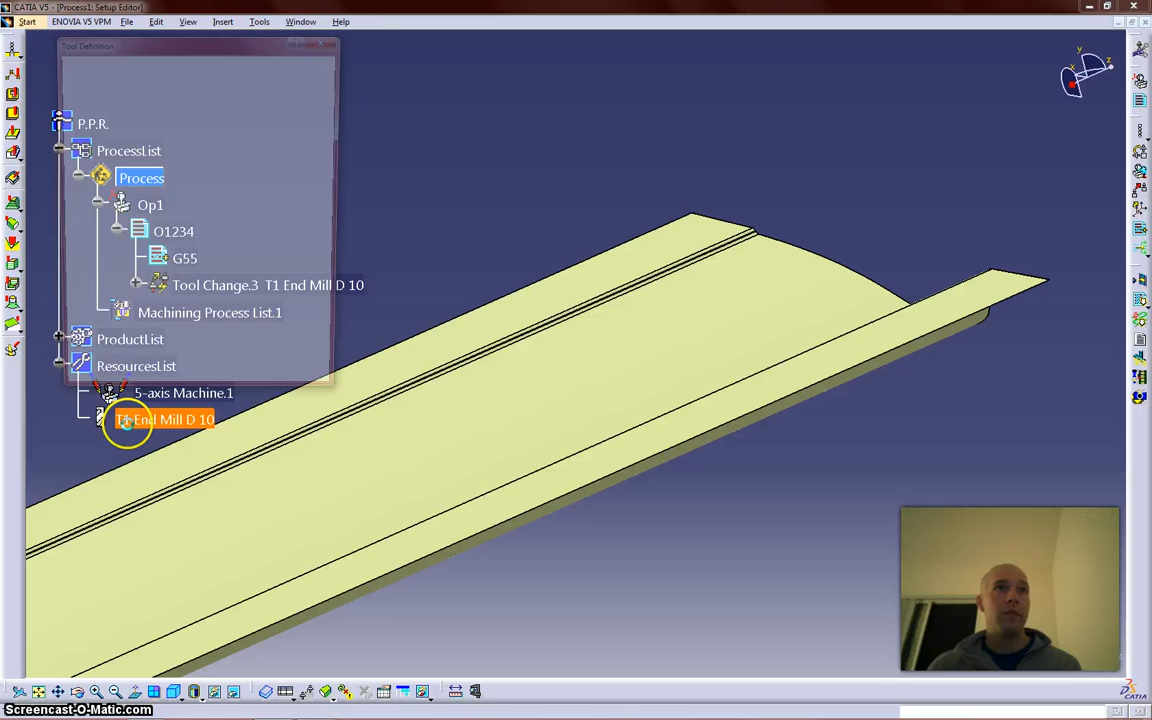 CATIA V5 - [Process1: Setup Editor]
Start ENOVIA V5 VPM File Edit View Insert Tools Window Help
Tool Definition
P.P.R.
ProcessList
Process
Op1
O1234
G55
Tool Change.3 T1 End Mill D 10
Machining Process List.1
ProductList
ResourcesList
5-axis Machine.1
T1 End Mill D 10
y
z
x
CATIA
Screencast-O-Matic.com